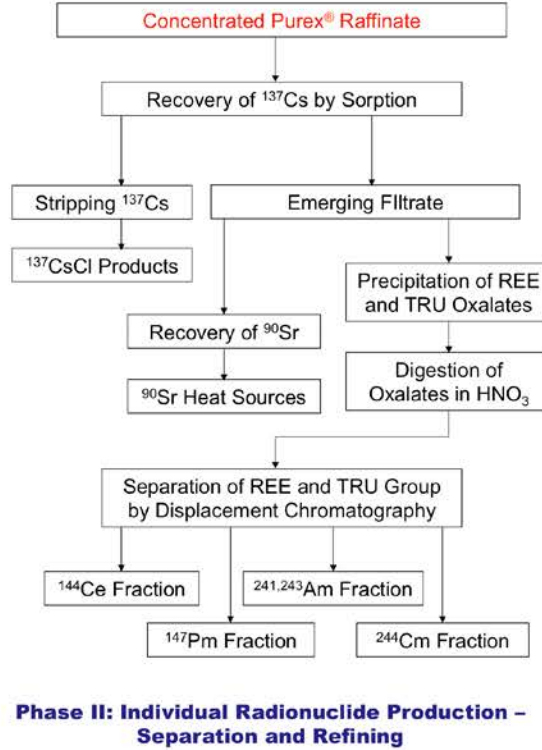 Concentrated Purex® Raffinate
Recovery of ¹³⁷Cs by Sorption
Stripping ¹³⁷Cs
Emerging FIltrate
¹³⁷CsCl Products
Precipitation of REE
and TRU Oxalates
Recovery of ⁹⁰Sr
Digestion of
Oxalates in HNO₃
⁹⁰Sr Heat Sources
Separation of REE and TRU Group
by Displacement Chromatography
¹⁴⁴Ce Fraction
²⁴¹,²⁴³Am Fraction
¹⁴⁷Pm Fraction
²⁴⁴Cm Fraction
Phase II: Individual Radionuclide Production –
Separation and Refining